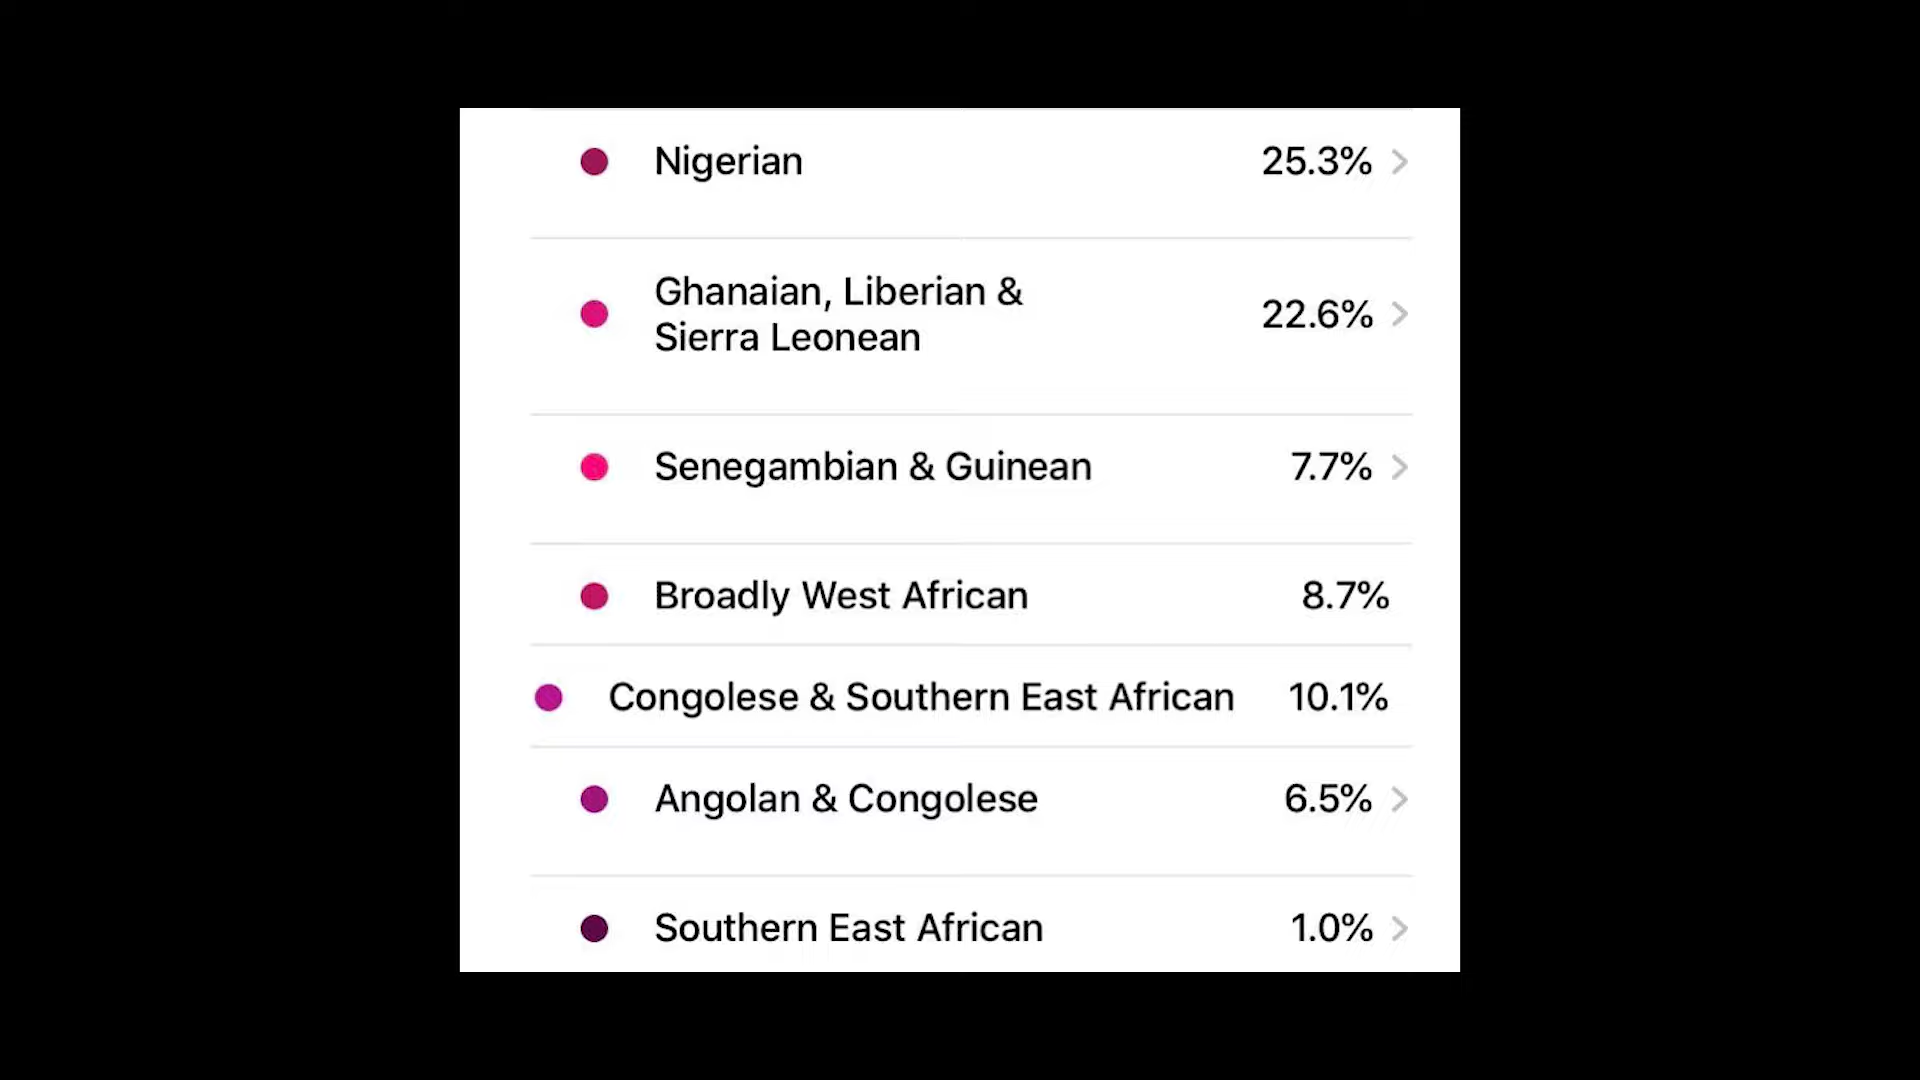 Nigerian 25.3%
Ghanaian, Liberian &
Sierra Leonean 22.6%
Senegambian & Guinean 7.7%
Broadly West African 8.7%
Congolese & Southern East African 10.1%
Angolan & Congolese 6.5%
Southern East African 1.0%